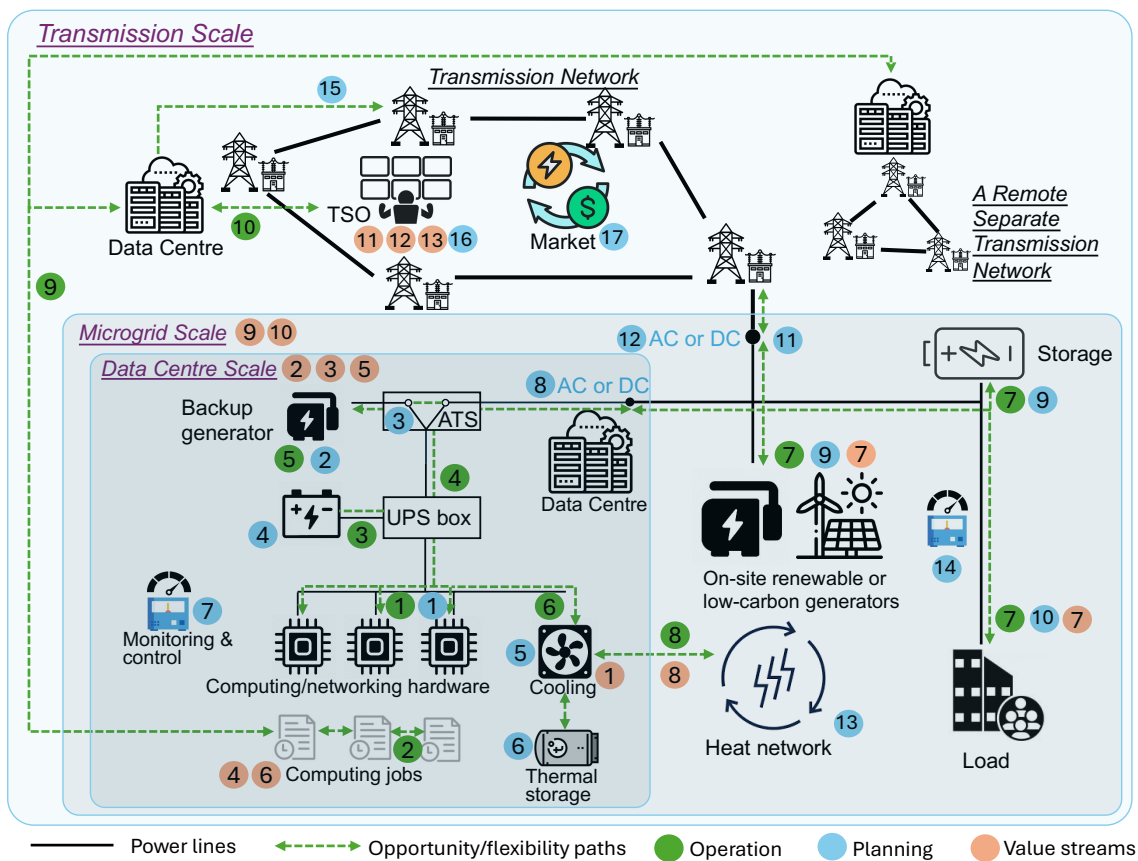 Transmission Scale
15
Transmission Network
TSO
10
11 12 13 16
Data Centre
Market 17
A Remote
Separate
Transmission
Network
9
Microgrid Scale 9 10
12 AC or DC 11
Data Centre Scale 2 3 5
8 AC or DC
Storage
7 9
Backup
generator
3 ATS
5 2
4
Data Centre
7 9 7
4 3 UPS box
14
On-site renewable or
low-carbon generators
7
Monitoring &
control
1 1 6
7 10 7
5 1
8
8
Computing/networking hardware
Cooling
2
4 6 Computing jobs
6
Thermal
storage
Heat network 13
Load
Power lines
Opportunity/flexibility paths
Operation
Planning
Value streams